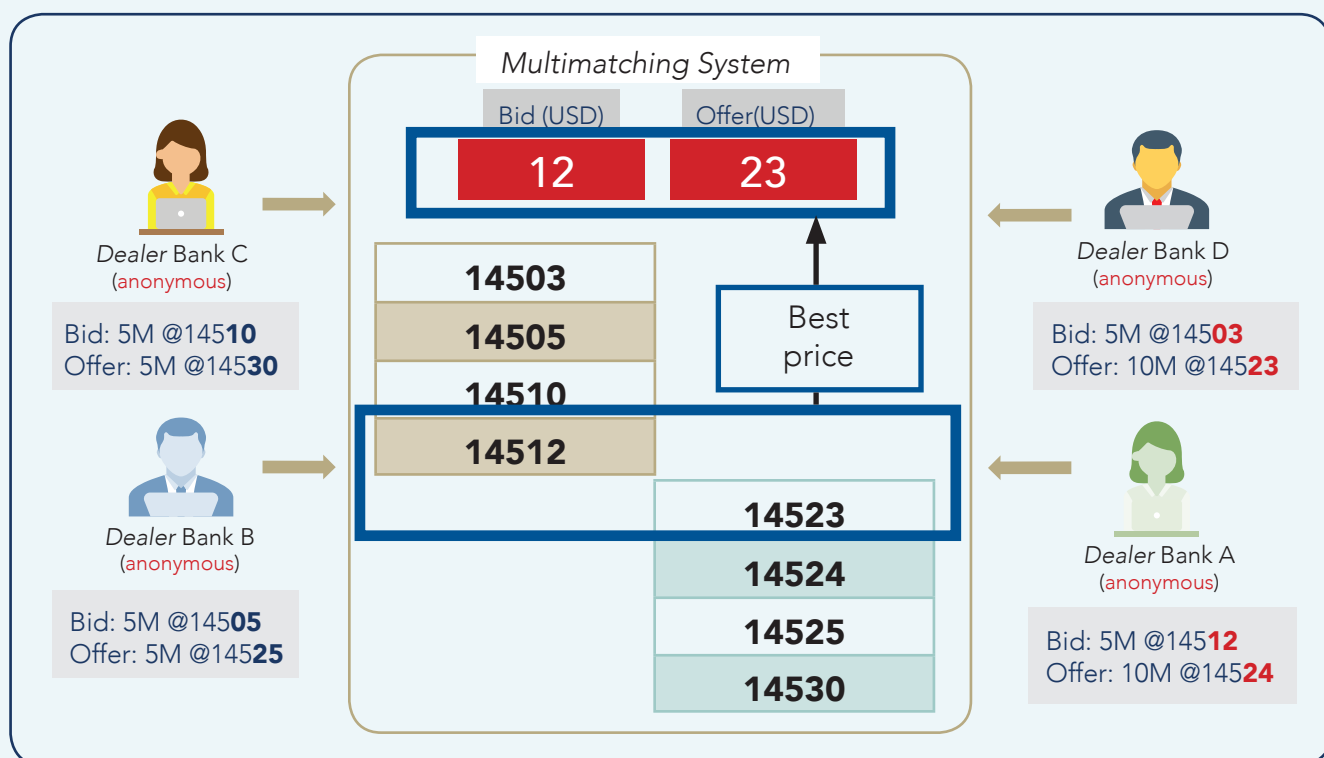 Multimatching System
Bid (USD)
Offer(USD)
12
23
Dealer Bank C
(anonymous)
Bid: 5M @14510
Offer: 5M @14530
Dealer Bank B
(anonymous)
Bid: 5M @14505
Offer: 5M @14525
14503
14505
14510
14512
Best
price
14523
14524
14525
14530
Dealer Bank D
(anonymous)
Bid: 5M @14503
Offer: 10M @14523
Dealer Bank A
(anonymous)
Bid: 5M @14512
Offer: 10M @14524